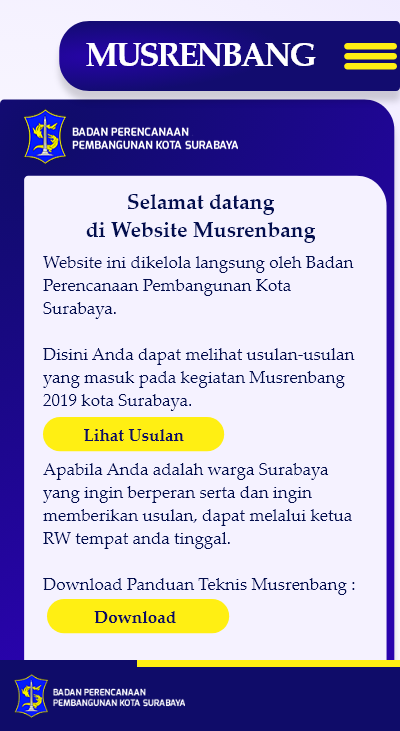 MUSRENBANG
BADAN PERENCANAAN
PEMBANGUNAN KOTA SURABAYA
Selamat datang
di Website Musrenbang
Website ini dikelola langsung oleh Badan
Perencanaan Pembangunan Kota
Surabaya.
Disini Anda dapat melihat usulan-usulan
yang masuk pada kegiatan Musrenbang
2019 kota Surabaya.
Lihat Usulan
Apabila Anda adalah warga Surabaya
yang ingin berperan serta dan ingin
memberikan usulan, dapat melalui ketua
RW tempat anda tinggal.
Download Panduan Teknis Musrenbang :
Download
BADAN PERENCANAAN
PEMBANGUNAN KOTA SURABAYA